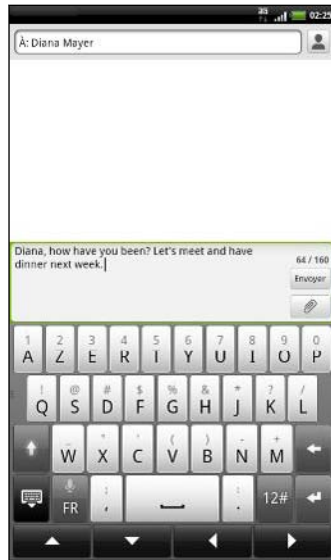 3G 02:25
À: Diana Mayer
Diana, how have you been? Let's meet and have
dinner next week.
64 / 160
Envoyer
1 2 3 4 5 6 7 8 9 0
A Z E R T Y U I O P
! @ # $ % & * ? /
Q S D F G H J K L
_ " ' ( ) - +
W X C V B N M
FR , : . 12#